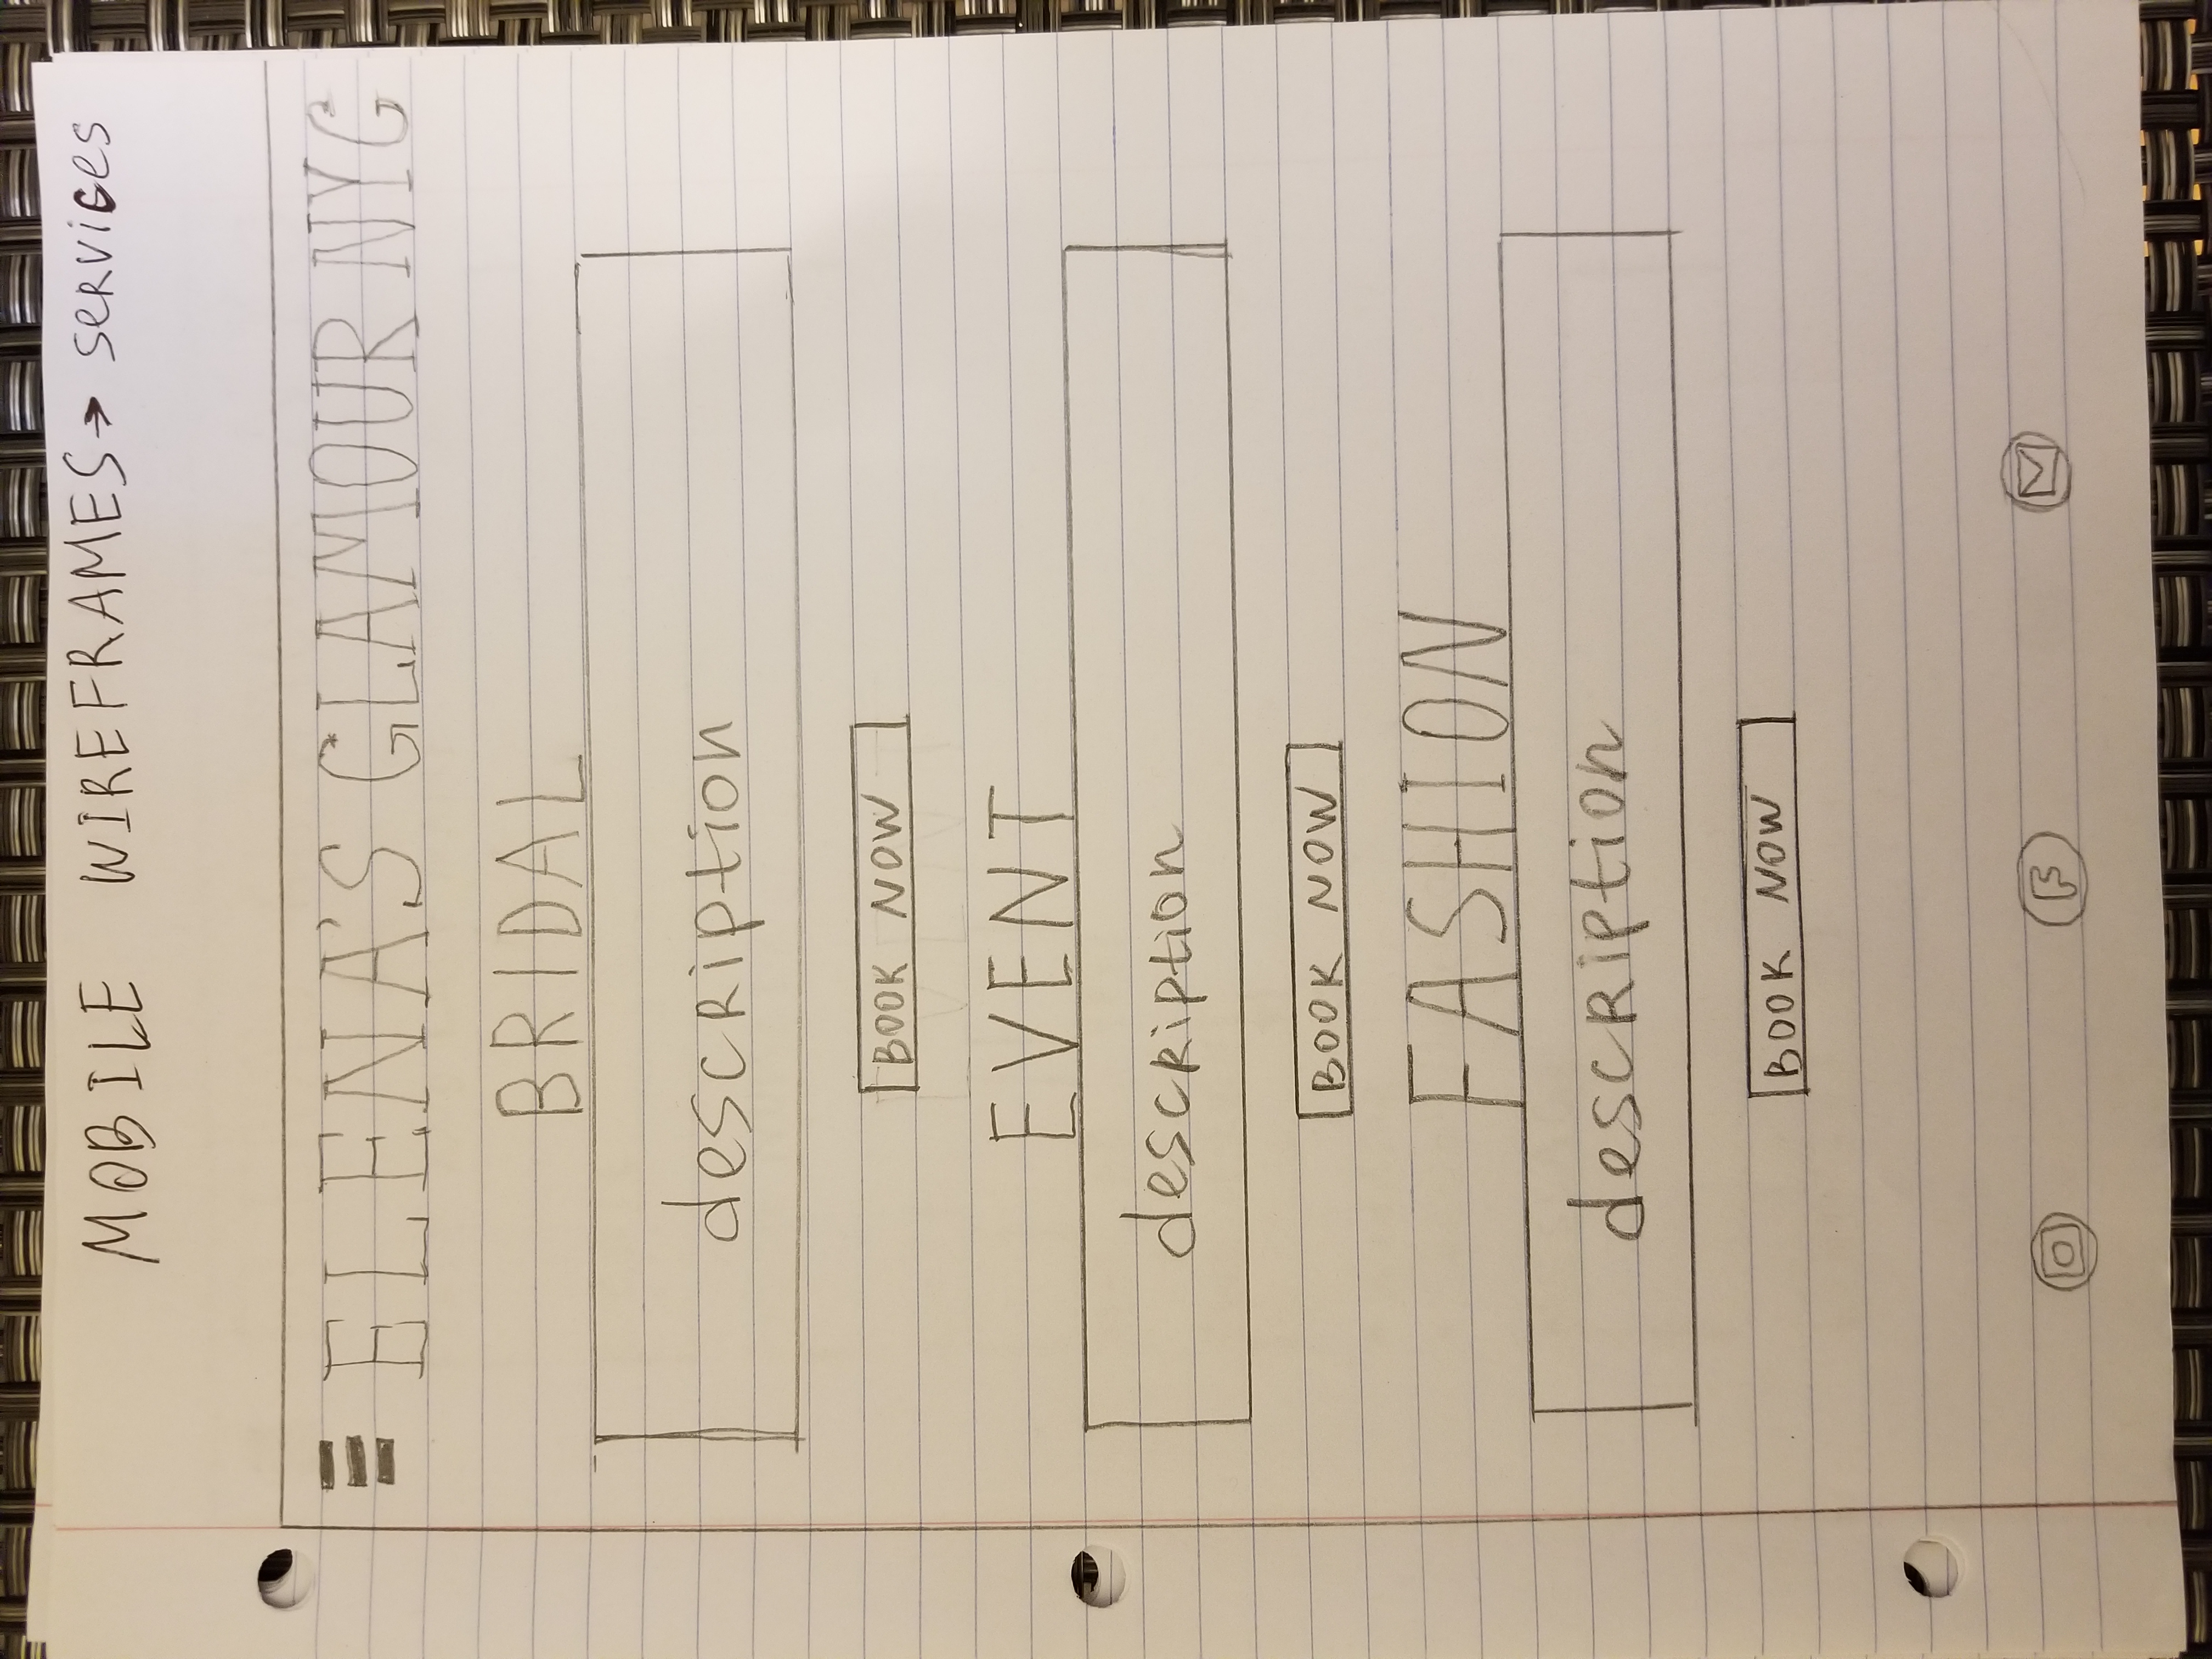 MOBILE WIREFRAMES → services
ELENA'S GLAMOUR NYC
BRIDAL
description
BOOK NOW
EVENT
description
BOOK NOW
FASHION
description
BOOK NOW
F